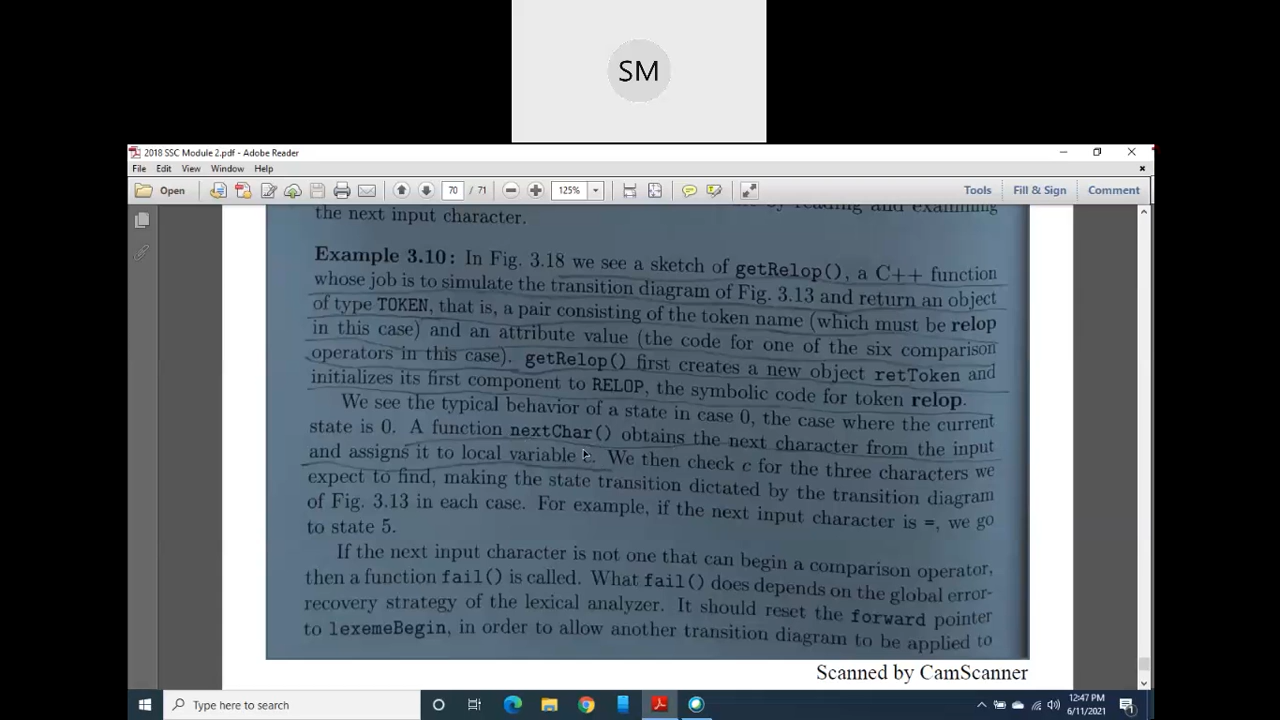 SM
2018 SSC Module 2.pdf - Adobe Reader
File Edit View Window Help
Open 70 / 71 125% Tools Fill & Sign Comment
by reading and examining
the next input character.
Example 3.10: In Fig. 3.18 we see a sketch of getRelop(), a C++ function
whose job is to simulate the transition diagram of Fig. 3.13 and return an object
of type TOKEN, that is, a pair consisting of the token name (which must be relop
in this case) and an attribute value (the code for one of the six comparison
operators in this case). getRelop() first creates a new object retToken and
initializes its first component to RELOP, the symbolic code for token relop.
We see the typical behavior of a state in case 0, the case where the current
state is 0. A function nextChar() obtains the next character from the input
and assigns it to local variable We then check c for the three characters we
expect to find, making the state transition dictated by the transition diagram
of Fig. 3.13 in each case. For example, if the next input character is =, we go
to state 5.
If the next input character is not one that can begin a comparison operator,
then a function fail() is called. What fail() does depends on the global error-
recovery strategy of the lexical analyzer. It should reset the forward pointer
to lexemeBegin, in order to allow another transition diagram to be applied to
Scanned by CamScanner
Type here to search
12:47 PM
6/11/2021